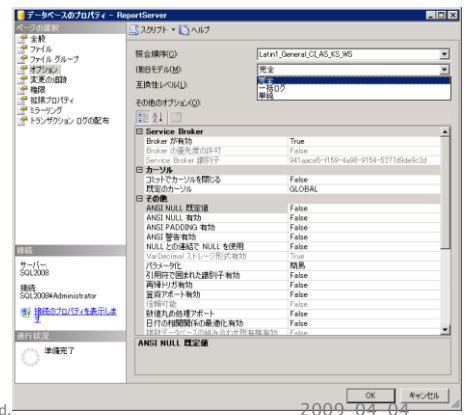 データベースのプロパティ - ReportServer
ページの選択
全般
ファイル
ファイル グループ
オプション
変更の追跡
権限
拡張プロパティ
ミラーリング
トランザクション ログの配布
スクリプト ヘルプ
照合順序(C): Latin1_General_CI_AS_KS_WS
復旧モデル(M): 完全
互換性レベル(L):
完全
一括ログ
単純
その他のオプション(O):
Service Broker
Broker が有効 True
Broker の優先度の許可 False
Service Broker 識別子
カーソル
コミットでカーソルを閉じる False
既定のカーソル GLOBAL
その他
ANSI NULL 既定値 False
ANSI NULL 有効 False
ANSI PADDING 有効 False
ANSI 警告有効 False
NULL との連結で NULL を使用 False
VarDecimal ストレージ形式有効 True
パラメータ化 簡易
引用符で囲まれた識別子有効 False
再帰トリガ有効 False
算術アボート有効 False
信頼可能 False
数値丸め処理アボート False
日付の相関関係の最適化有効 False
ANSI NULL 既定値
接続
サーバー:
SQL2008
接続:
SQL2008¥Administrator
接続のプロパティを表示しま
す
進行状況
準備完了
OK キャンセル
d.
2009-04-04